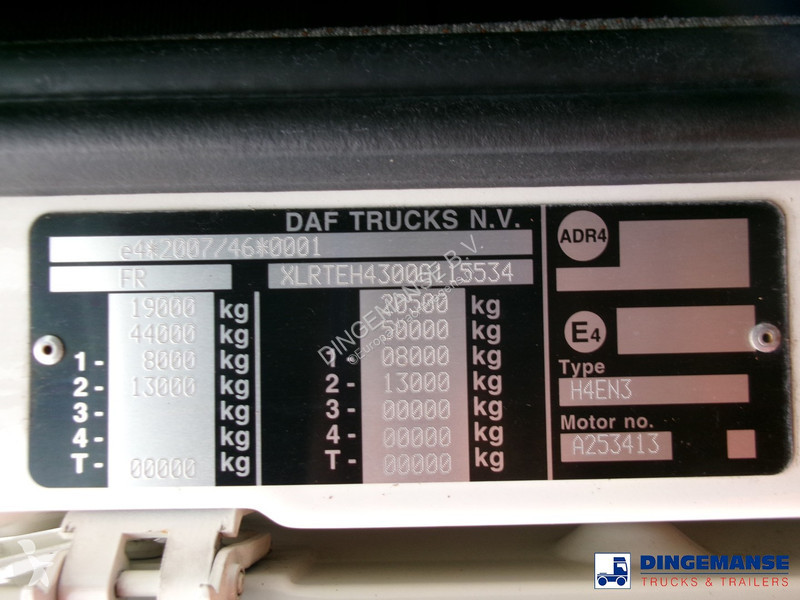 DAF TRUCKS N.V.
e4*2007/46*0001
FR
XLRTEH4300G115534
19000 kg
44000 kg
1- 8000 kg
2- 13000 kg
3- kg
4- kg
T- 00000 kg
20500 kg
50000 kg
1- 08000 kg
2- 13000 kg
3- 00000 kg
4- 00000 kg
T- 00000 kg
ADR4
E4
Type
H4EN3
Motor no.
A253413
DINGEMANSE B.V.
DINGEMANSE
TRUCKS & TRAILERS